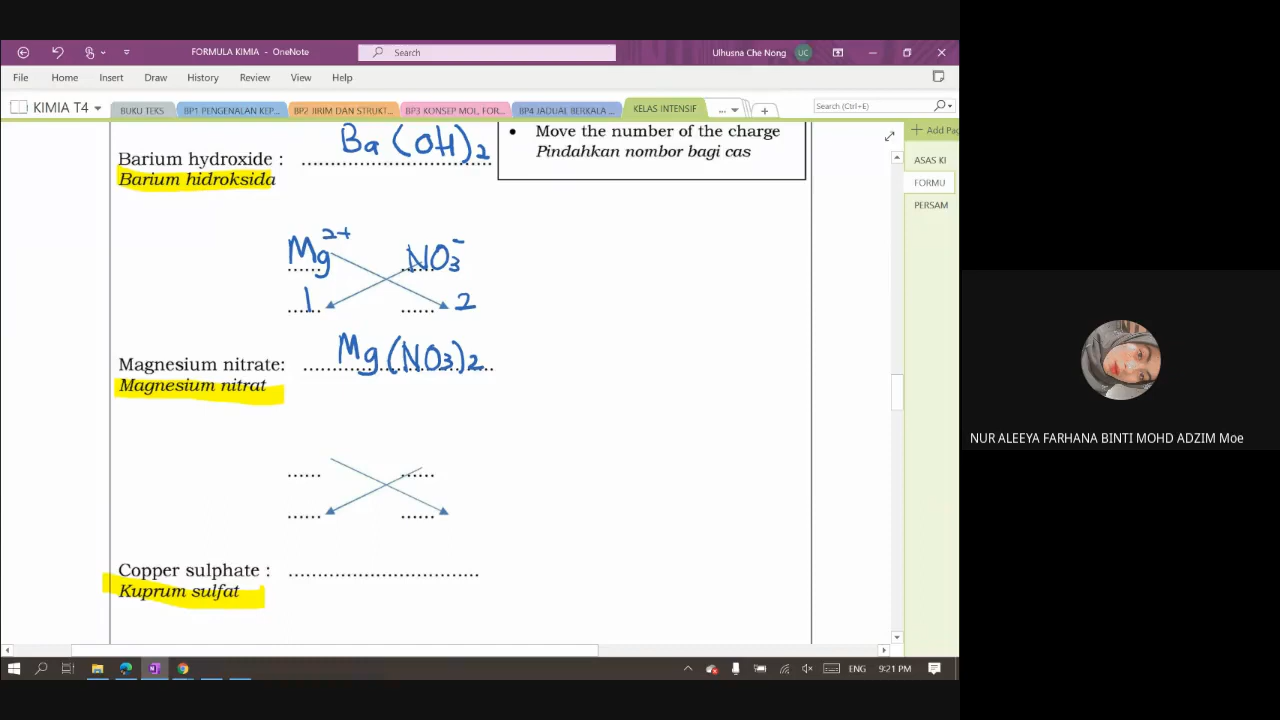 FORMULA KIMIA - OneNote
Search
Ulhusna Che Nong
UC
File Home Insert Draw History Review View Help
KIMIA T4
BUKU TEKS
BP1 PENGENALAN KEP...
BP2 JIRIM DAN STRUKT...
BP3 KONSEP MOL, FOR...
BP4 JADUAL BERKALA ...
KELAS INTENSIF
...
Search (Ctrl+E)
Add Pag
ASAS KI
FORMU
PERSAM
Ba (OH)2
Barium hydroxide : ..................................
Barium hidroksida
• Move the number of the charge
Pindahkan nombor bagi cas
Mg2+ NO3-
...... ......
1 2
...... ......
Mg(NO3)2
Magnesium nitrate: ..................................
Magnesium nitrat
...... ......
...... ......
Copper sulphate : ..................................
Kuprum sulfat
ENG 9:21 PM
NUR ALEEYA FARHANA BINTI MOHD ADZIM Moe